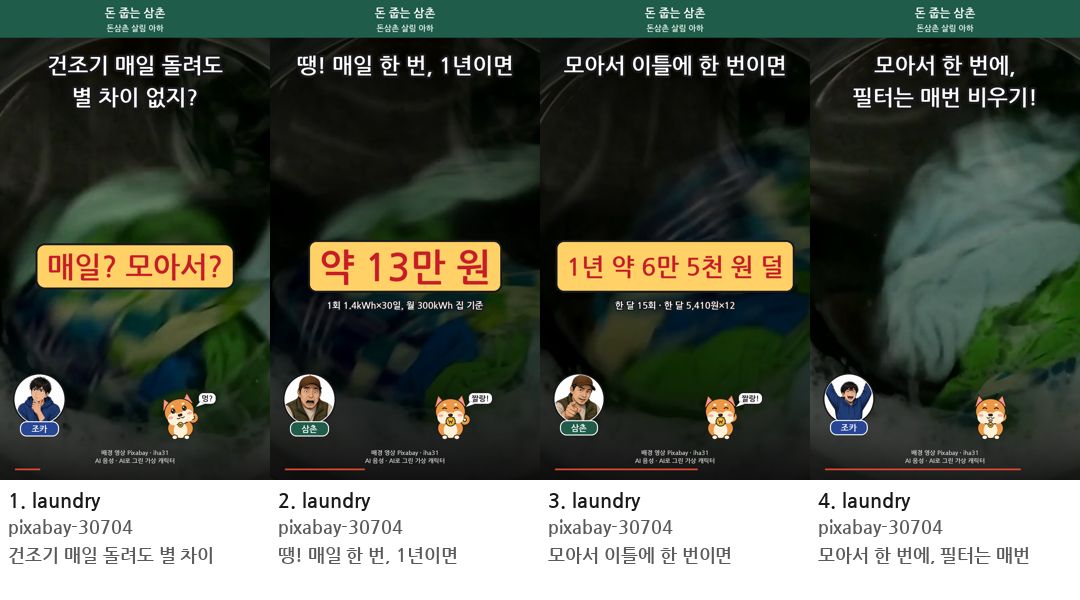 돈 줍는 삼촌
돈삼촌 살림 아하
건조기 매일 돌려도
별 차이 없지?
매일? 모아서?
멍?
조카
배경 영상 Pixabay · iha31
AI 음성 · AI로 그린 가상 캐릭터
1. laundry
pixabay-30704
건조기 매일 돌려도 별 차이
돈 줍는 삼촌
돈삼촌 살림 아하
땡! 매일 한 번, 1년이면
약 13만 원
1회 1.4kWh×30일, 월 300kWh 집 기준
짤랑!
삼촌
배경 영상 Pixabay · iha31
AI 음성 · AI로 그린 가상 캐릭터
2. laundry
pixabay-30704
땡! 매일 한 번, 1년이면
돈 줍는 삼촌
돈삼촌 살림 아하
모아서 이틀에 한 번이면
1년 약 6만 5천 원 덜
한 달 15회 · 한 달 5,410원×12
짤랑!
삼촌
배경 영상 Pixabay · iha31
AI 음성 · AI로 그린 가상 캐릭터
3. laundry
pixabay-30704
모아서 이틀에 한 번이면
돈 줍는 삼촌
돈삼촌 살림 아하
모아서 한 번에,
필터는 매번 비우기!
조카
배경 영상 Pixabay · iha31
AI 음성 · AI로 그린 가상 캐릭터
4. laundry
pixabay-30704
모아서 한 번에, 필터는 매번